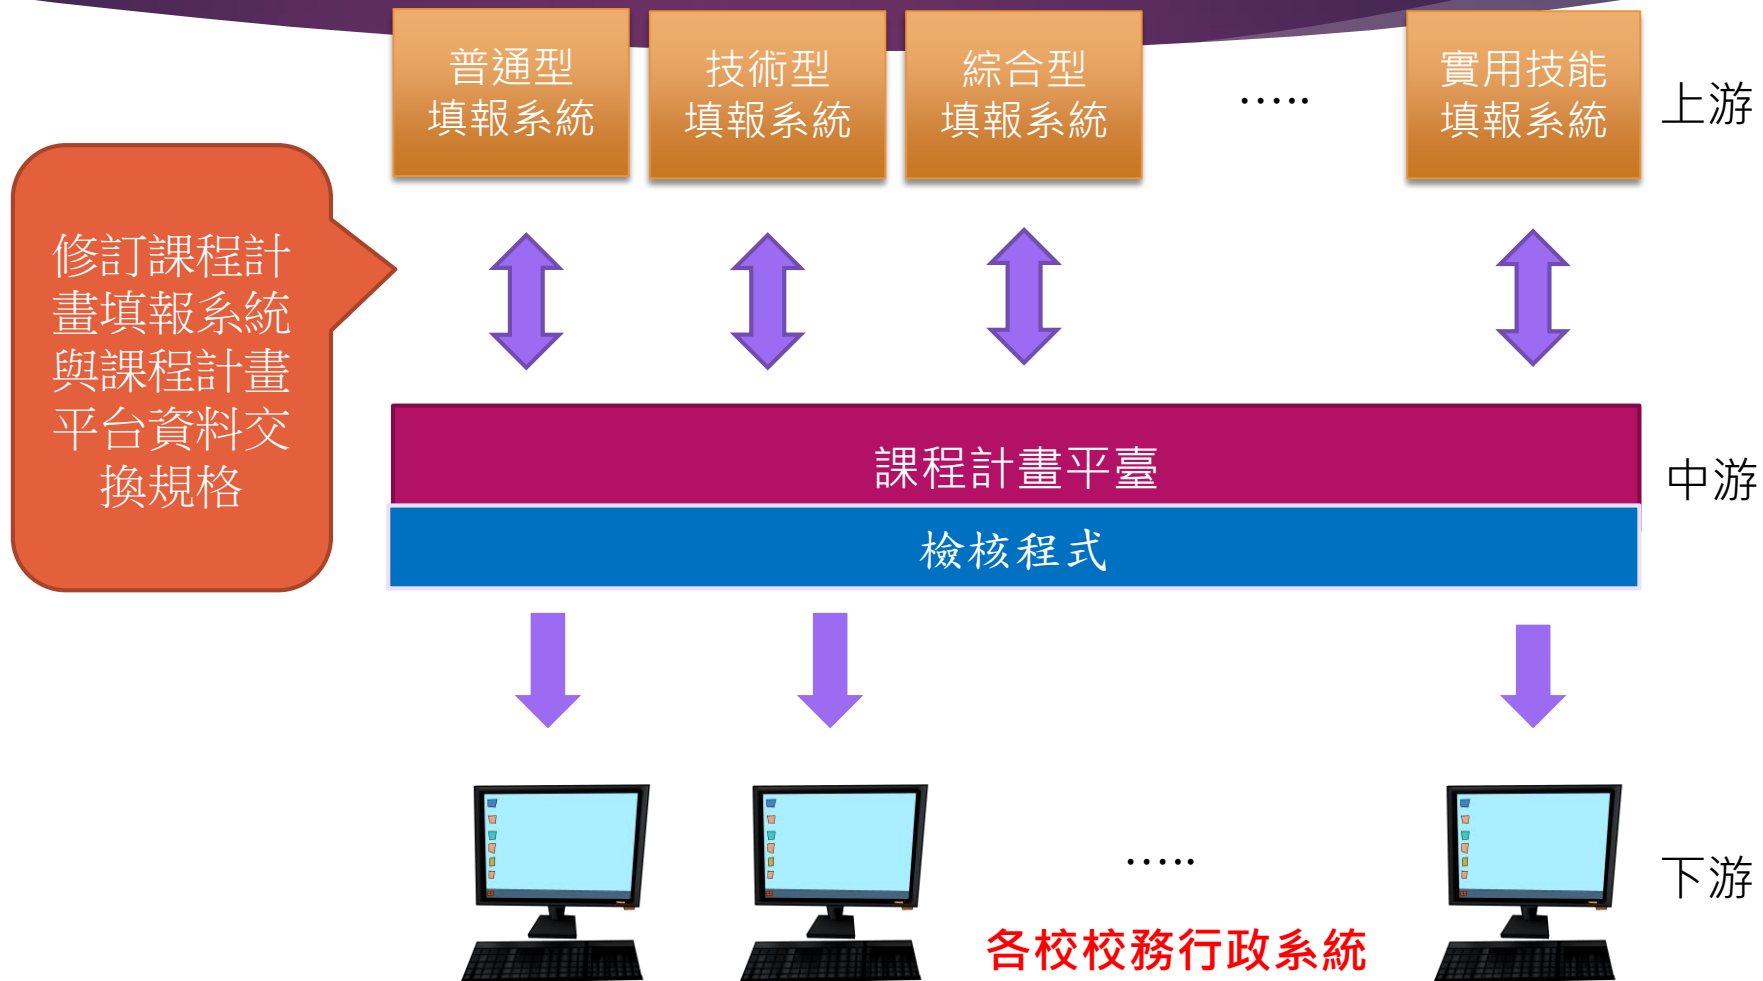 普通型
填報系統
技術型
填報系統
綜合型
填報系統
.....
實用技能
填報系統
上游
修訂課程計
畫填報系統
與課程計畫
平台資料交
換規格
課程計畫平臺
中游
檢核程式
.....
下游
各校校務行政系統